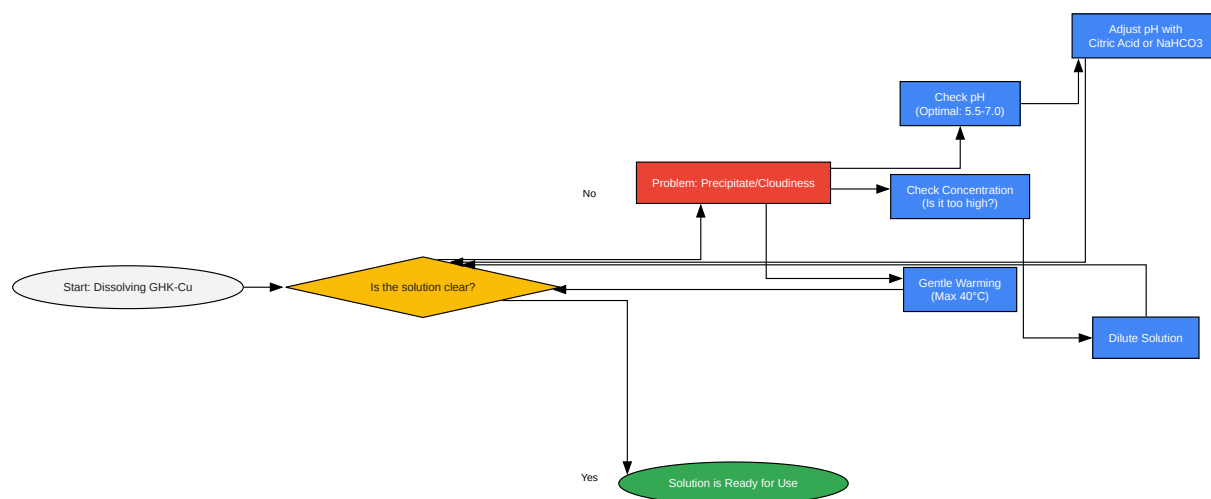 Adjust pH with
Citric Acid or NaHCO3
Check pH
(Optimal: 5.5-7.0)
Problem: Precipitate/Cloudiness
No
Check Concentration
(Is it too high?)
Start: Dissolving GHK-Cu
Is the solution clear?
Gentle Warming
(Max 40°C)
Dilute Solution
Yes
Solution is Ready for Use